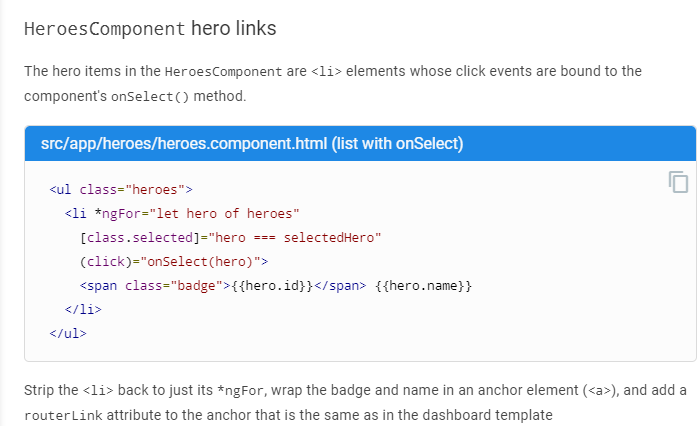 HeroesComponent hero links
The hero items in the HeroesComponent are <li> elements whose click events are bound to the
component's onSelect() method.
src/app/heroes/heroes.component.html (list with onSelect)
<ul class="heroes">
  <li *ngFor="let hero of heroes"
    [class.selected]="hero === selectedHero"
    (click)="onSelect(hero)">
    <span class="badge">{{hero.id}}</span> {{hero.name}}
  </li>
</ul>
Strip the <li> back to just its *ngFor, wrap the badge and name in an anchor element (<a>), and add a
routerLink attribute to the anchor that is the same as in the dashboard template